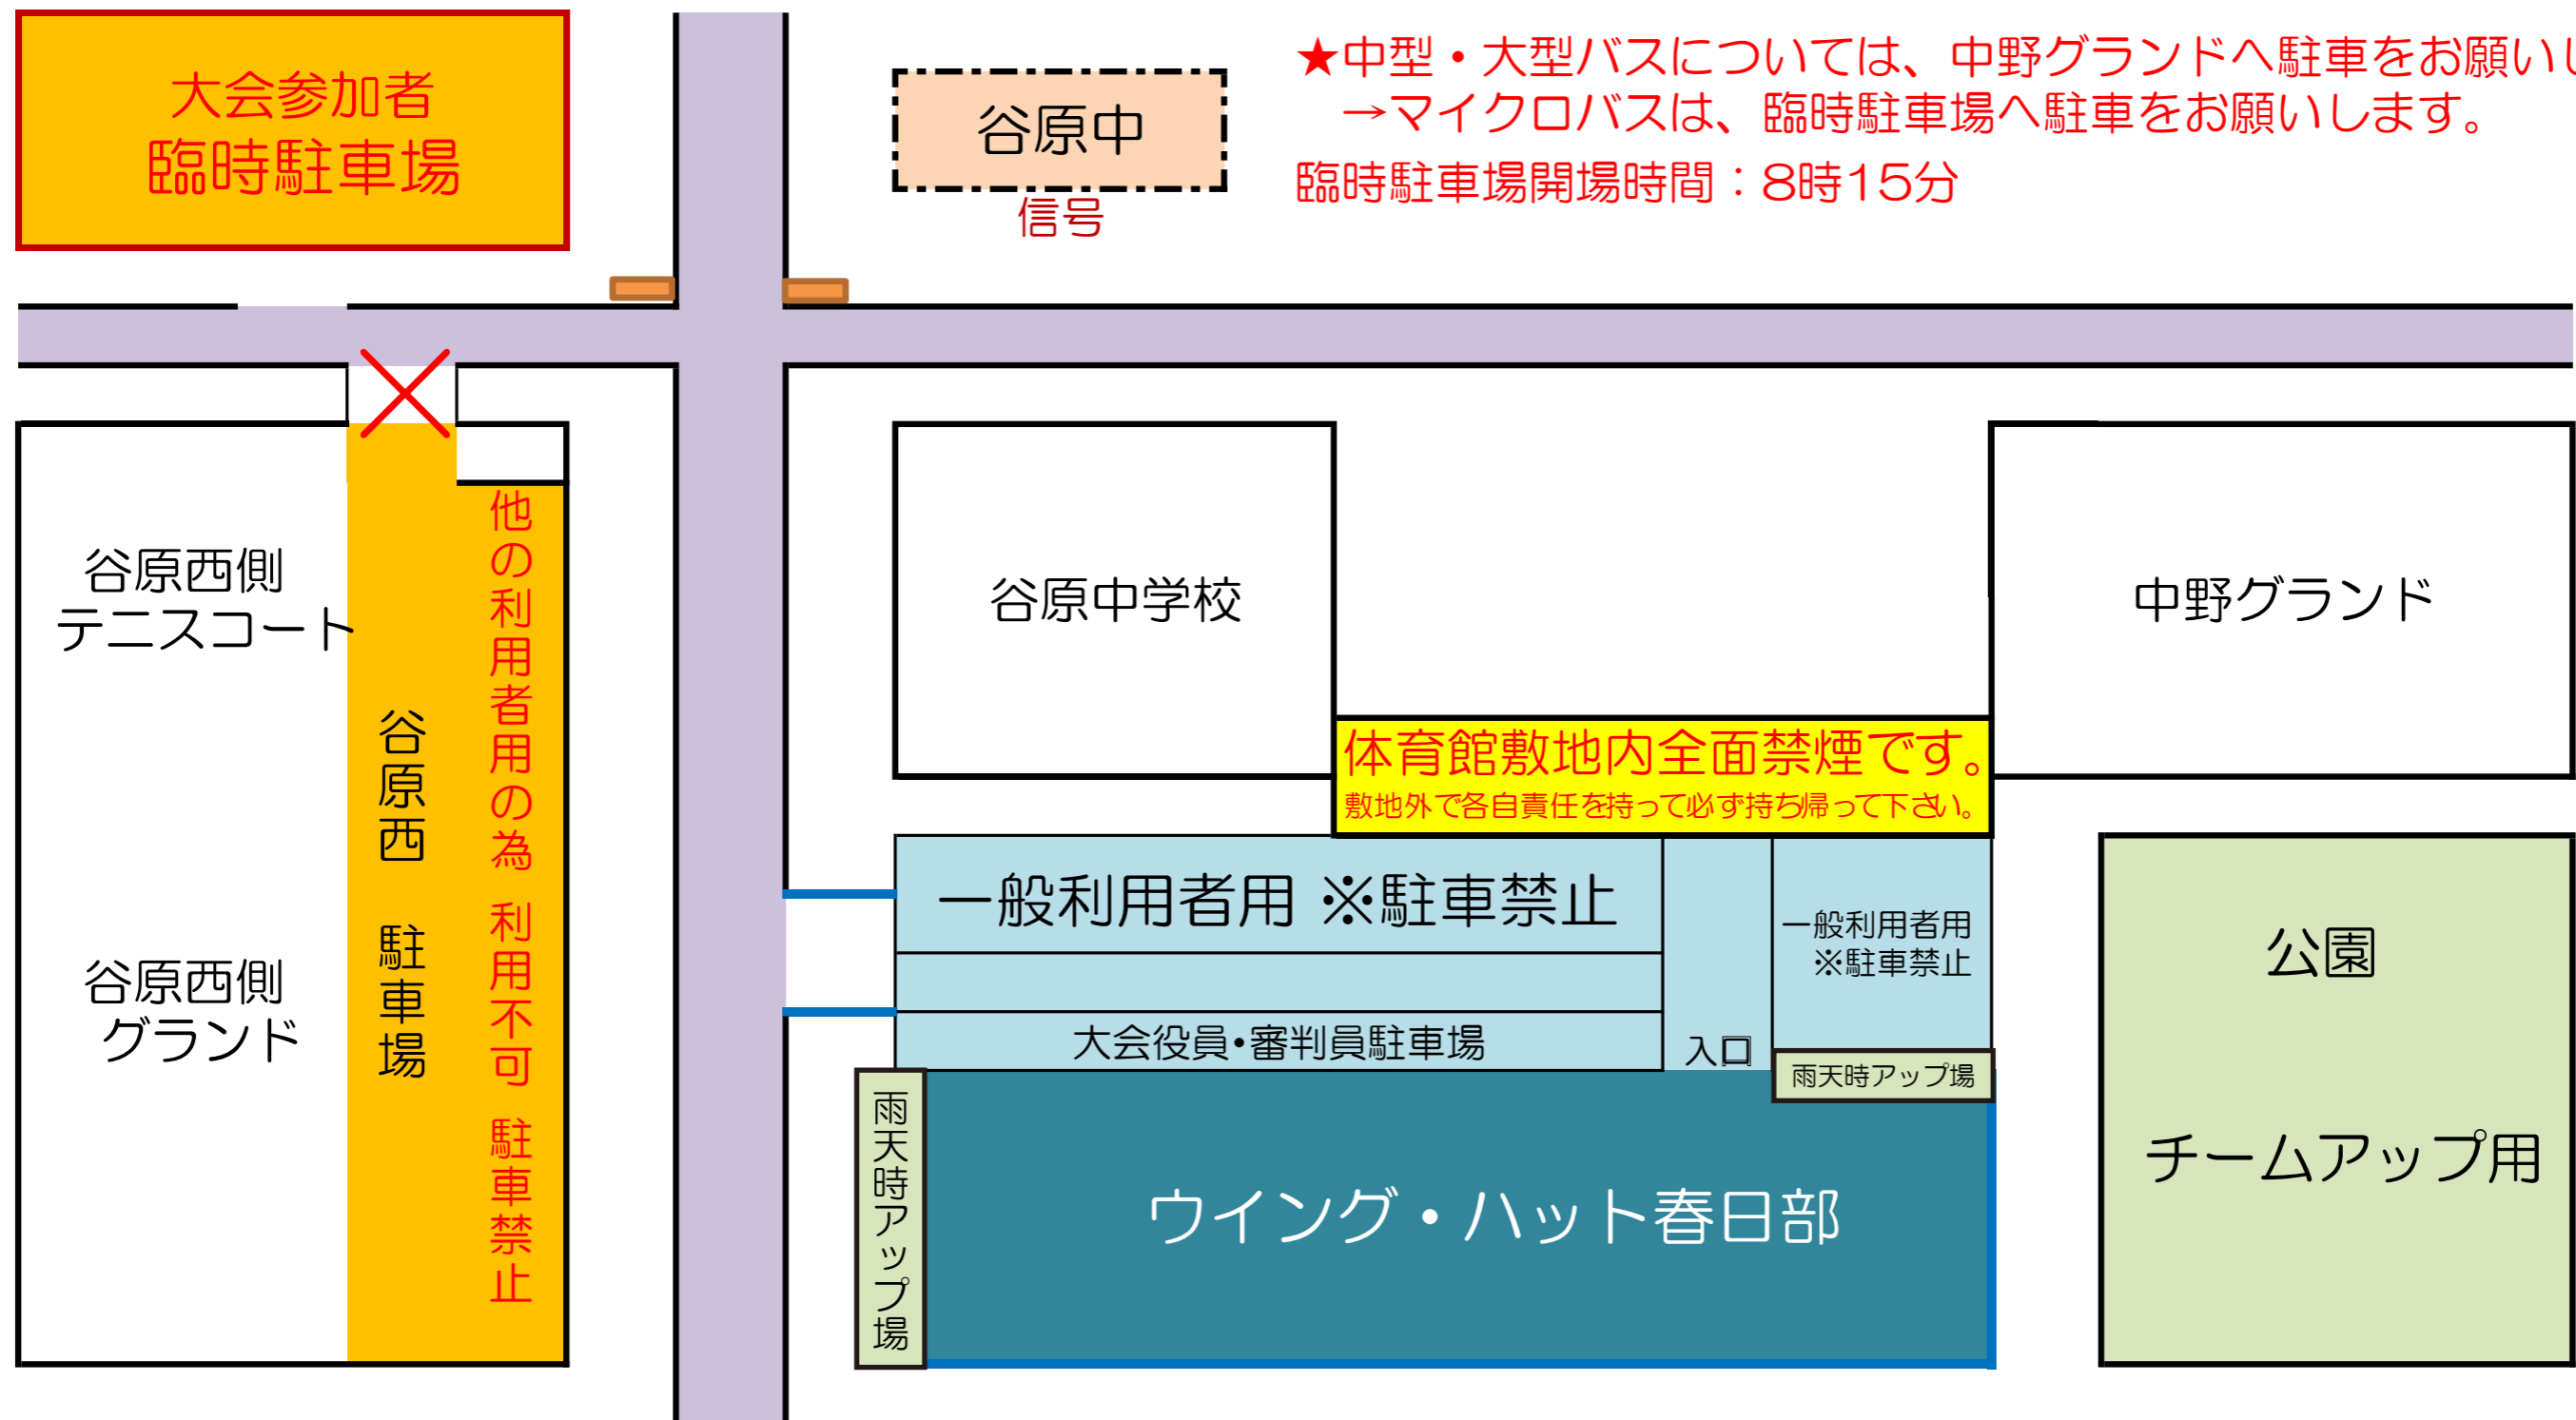 大会参加者
臨時駐車場
谷原中
信号
★中型・大型バスについては、中野グランドへ駐車をお願いし
→マイクロバスは、臨時駐車場へ駐車をお願いします。
臨時駐車場開場時間：8時15分
谷原西側
テニスコート
谷原西側
グランド
谷原西 駐車場
他の利用者用の為 利用不可 駐車禁止
谷原中学校
中野グランド
体育館敷地内全面禁煙です。
敷地外で各自責任を持って必ず持ち帰って下さい。
一般利用者用 ※駐車禁止
一般利用者用
※駐車禁止
大会役員・審判員駐車場
入口
雨天時アップ場
雨天時アップ場
ウイング・ハット春日部
公園
チームアップ用